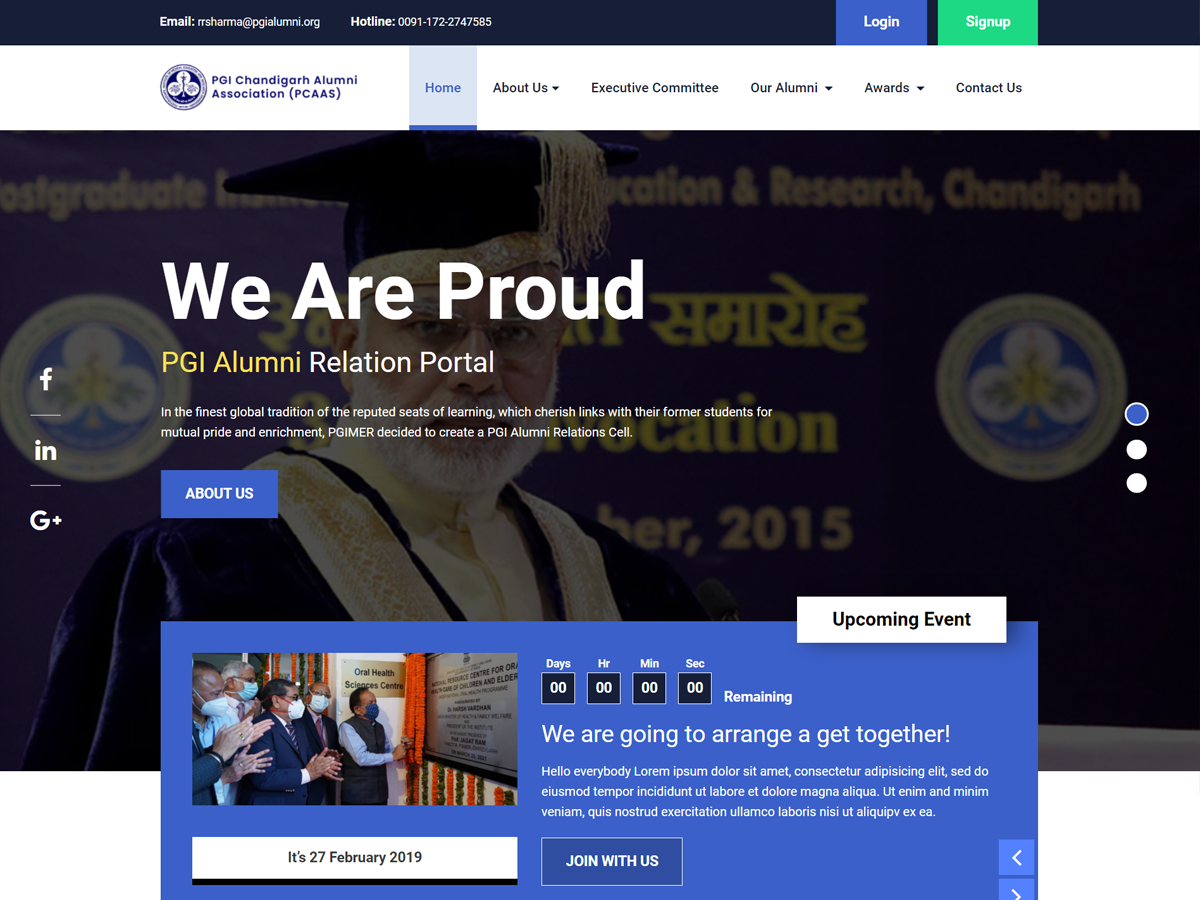 Email: rrsharma@pgialumni.org
Hotline: 0091-172-2747585
Login
Signup
PGI Chandigarh Alumni
Association (PCAAS)
Home
About Us
Executive Committee
Our Alumni
Awards
Contact Us
ostgraduate
ucation & Research, Chandigarh
We Are Proud
समारोह
PGI Alumni Relation Portal
In the finest global tradition of the reputed seats of learning, which cherish links with their former students for
mutual pride and enrichment, PGIMER decided to create a PGI Alumni Relations Cell.
vocation
ABOUT US
ber, 2015
G+
Upcoming Event
Oral Health
Sciences Centre
Days Hr Min Sec
00 00 00 00 Remaining
We are going to arrange a get together!
Hello everybody Lorem ipsum dolor sit amet, consectetur adipisicing elit, sed do
eiusmod tempor incididunt ut labore et dolore magna aliqua. Ut enim and minim
veniam, quis nostrud exercitation ullamco laboris nisi ut aliquipv ex ea.
It's 27 February 2019
JOIN WITH US